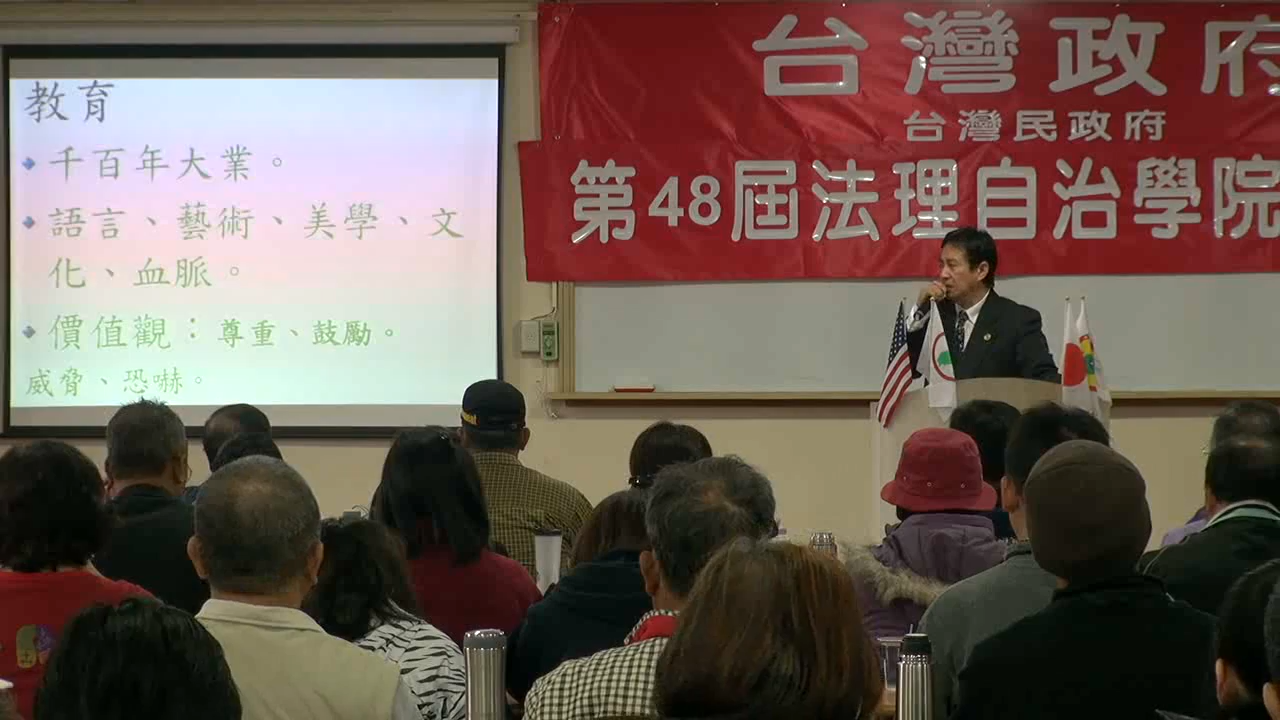 教育
千百年大業。
語言、藝術、美學、文
化、血脈。
價值觀：尊重、鼓勵。
威脅、恐嚇。
台灣政府
台灣民政府
第48屆法理自治學院